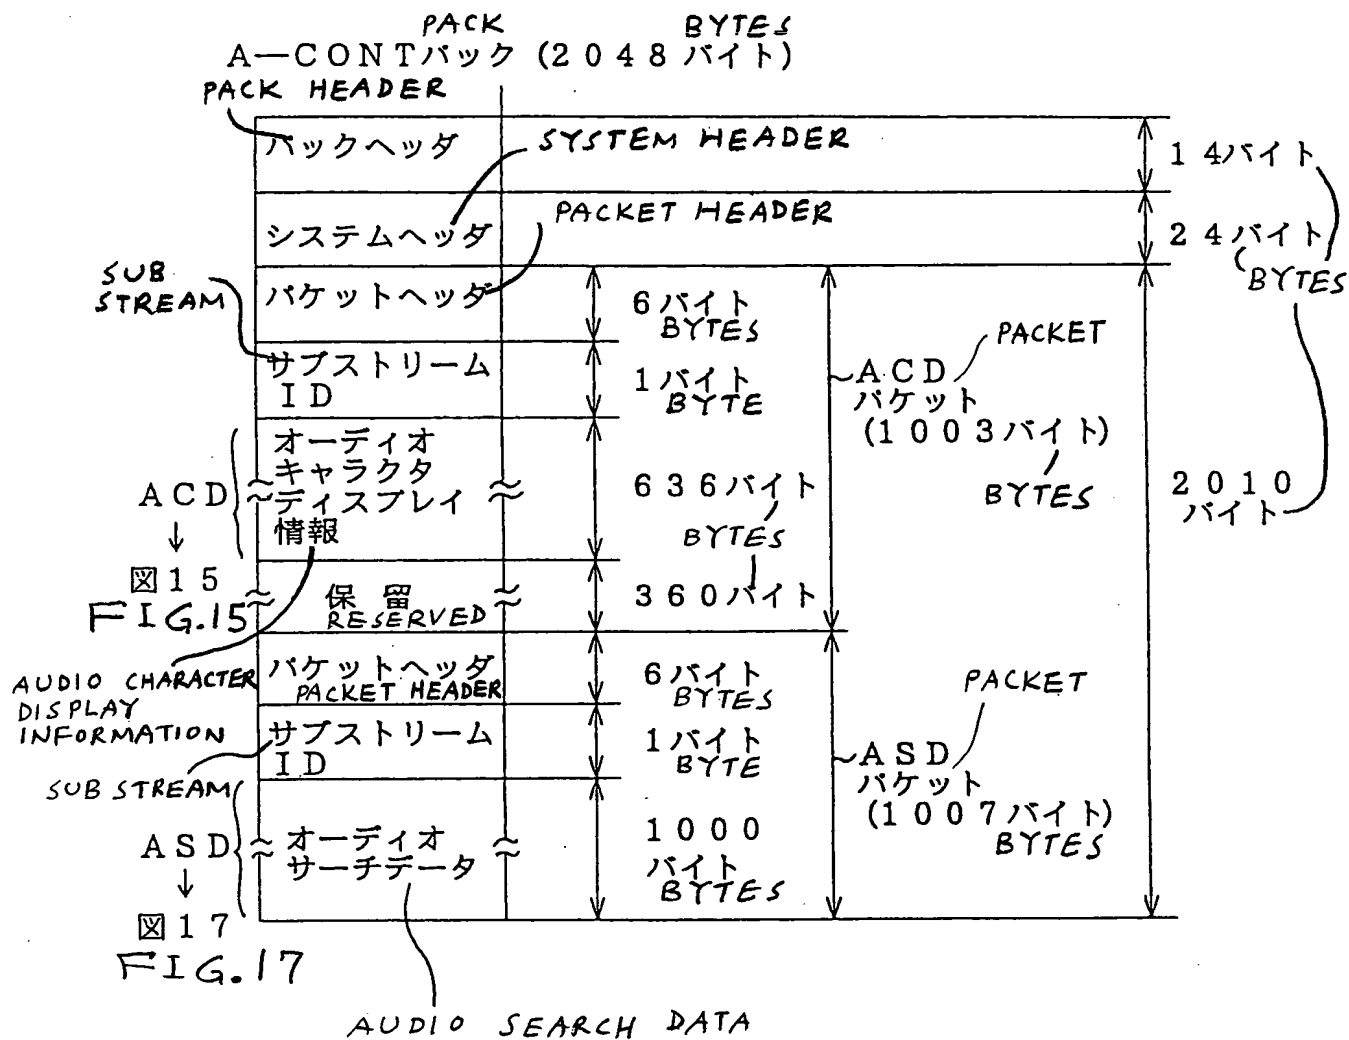 PACK BYTES
A—CONTパック (2048バイト)
PACK HEADER
パックヘッダ
SYSTEM HEADER
14バイト
PACKET HEADER
システムヘッダ
24バイト
BYTES
SUB
STREAM
パケットヘッダ
6バイト
BYTES
PACKET
サブストリーム
ID
1バイト
BYTE
ACD
パケット
(1003バイト)
BYTES
オーディオ
キャラクタ
ディスプレイ
情報
ACD
↓
図15
FIG.15
636バイト
BYTES
2010
バイト
保留
RESERVED
360バイト
AUDIO CHARACTER
DISPLAY
INFORMATION
パケットヘッダ
PACKET HEADER
6バイト
BYTES
PACKET
サブストリーム
ID
1バイト
BYTE
ASD
パケット
(1007バイト)
BYTES
SUB STREAM
ASD
↓
図17
FIG.17
オーディオ
サーチデータ
1000
バイト
BYTES
AUDIO SEARCH DATA